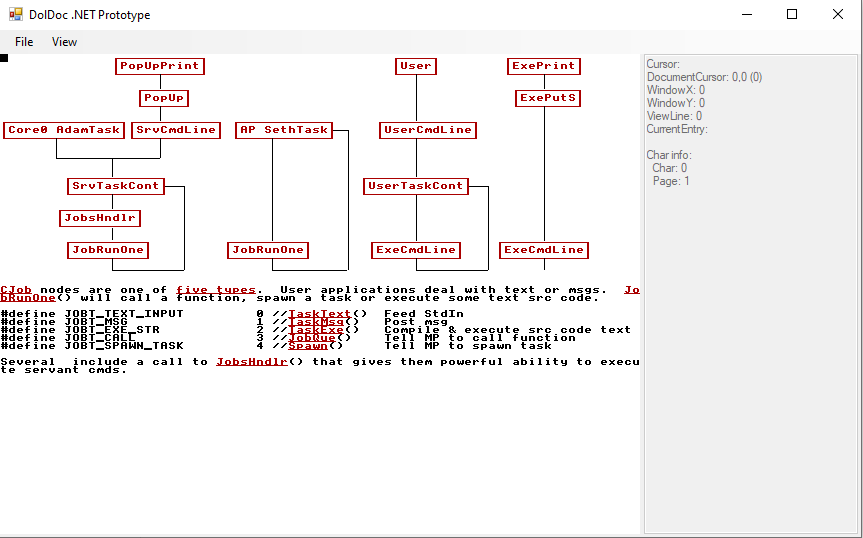 DolDoc .NET Prototype
File View
PopUpPrint User ExePrint
PopUp ExePutS
Core0 AdamTask SrvCmdLine AP SethTask UserCmdLine
SrvTaskCont UserTaskCont
JobsHndlr
JobRunOne JobRunOne ExeCmdLine ExeCmdLine
CJob nodes are one of five types.  User applications deal with text or msgs.  Jo
bRunOne() will call a function, spawn a task or execute some text src code.
#define JOBT_TEXT_INPUT 0 //TaskText() Feed StdIn
#define JOBT_MSG 1 //TaskMsg() Post msg
#define JOBT_EXE_STR 2 //TaskExe() Compile & execute src code text
#define JOBT_CALL 3 //JobQue() Tell MP to call function
#define JOBT_SPAWN_TASK 4 //Spawn() Tell MP to spawn task
Several  include a call to JobsHndlr() that gives them powerful ability to execu
te servant cmds.
Cursor:
DocumentCursor: 0,0 (0)
WindowX: 0
WindowY: 0
ViewLine: 0
CurrentEntry:
Char info:
Char: 0
Page: 1